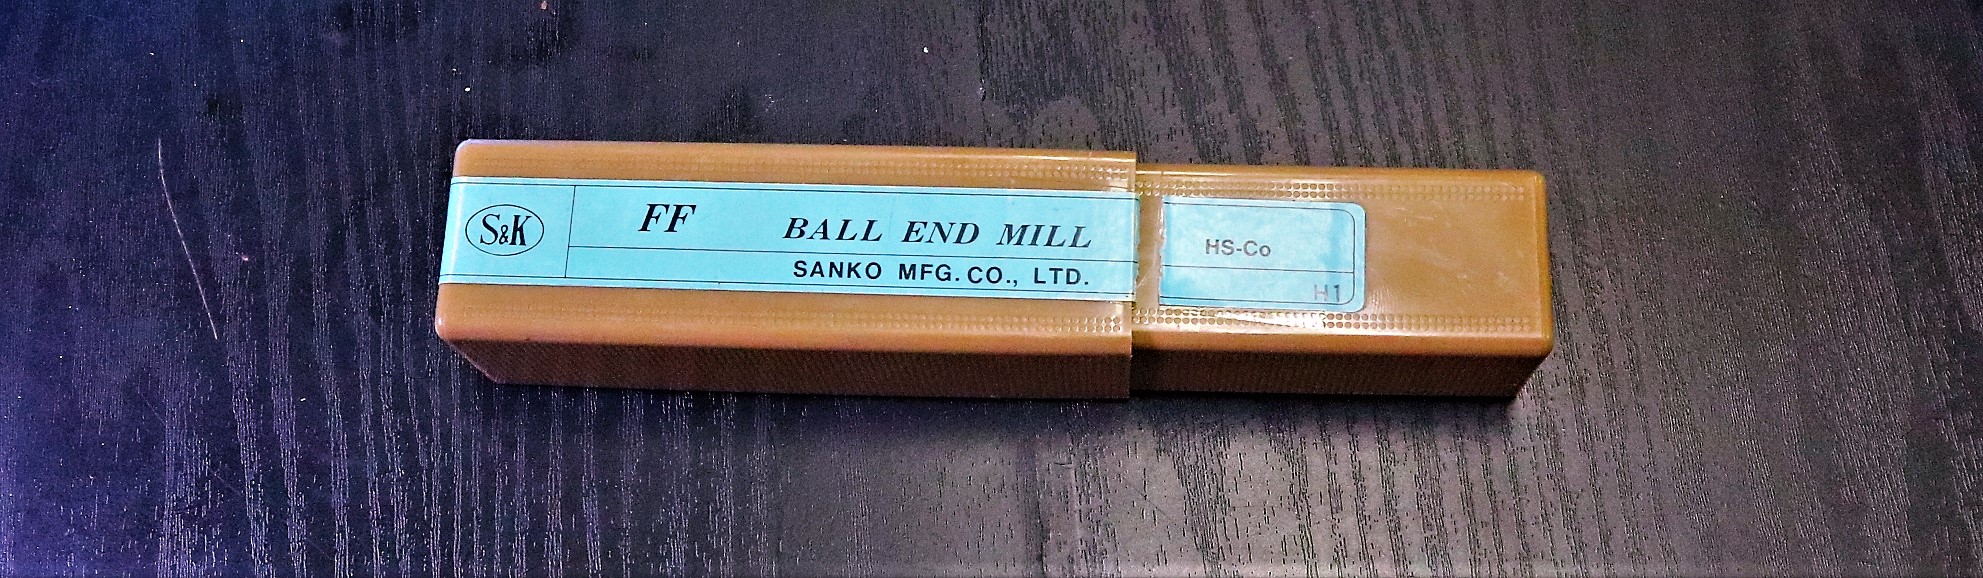 S&K
FF BALL END MILL
SANKO MFG. CO., LTD.
HS-Co
H1